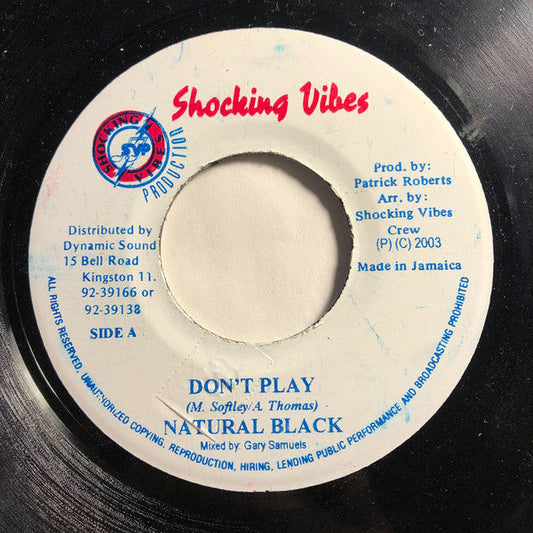 Shocking Vibes
SHOCKING VIBES
PRODUCTION
Prod. by:
Patrick Roberts
Arr. by:
Shocking Vibes
Crew
(P) (C) 2003
Made in Jamaica
Distributed by
Dynamic Sound
15 Bell Road
Kingston 11.
92-39166 or
92-39138
SIDE A
DON'T PLAY
(M. Softley/A. Thomas)
NATURAL BLACK
Mixed by: Gary Samuels
ALL RIGHTS RESERVED, UNAUTHORIZED COPYING, REPRODUCTION, HIRING, LENDING PUBLIC PERFORMANCE AND BROADCASTING PROHIBITED